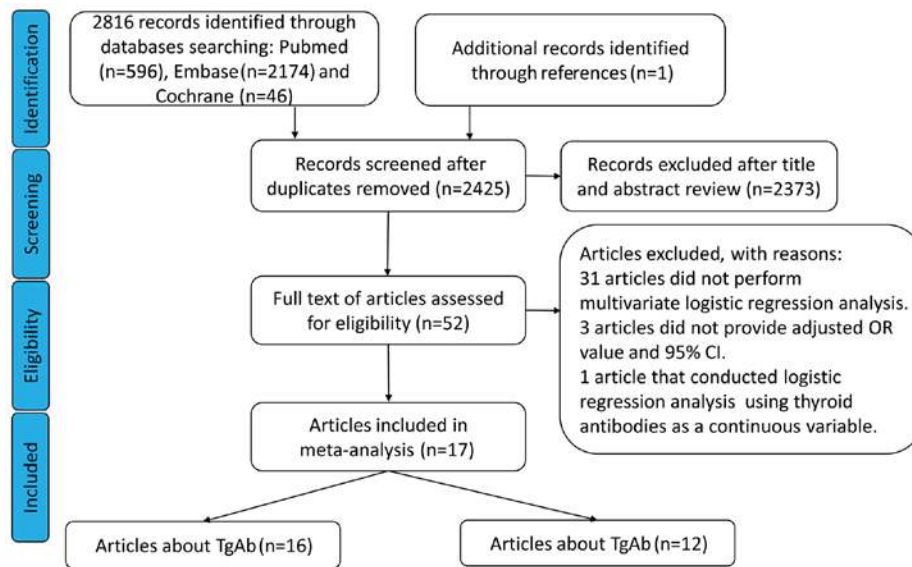 Identification
2816 records identified through
databases searching: Pubmed
(n=596), Embase(n=2174) and
Cochrane (n=46)
Additional records identified
through references (n=1)
Screening
Records screened after
duplicates removed (n=2425)
Records excluded after title
and abstract review (n=2373)
Eligibility
Full text of articles assessed
for eligibility (n=52)
Articles excluded, with reasons:
31 articles did not perform
multivariate logistic regression analysis.
3 articles did not provide adjusted OR
value and 95% CI.
1 article that conducted logistic
regression analysis using thyroid
antibodies as a continuous variable.
Included
Articles included in
meta-analysis (n=17)
Articles about TgAb (n=16)
Articles about TgAb (n=12)